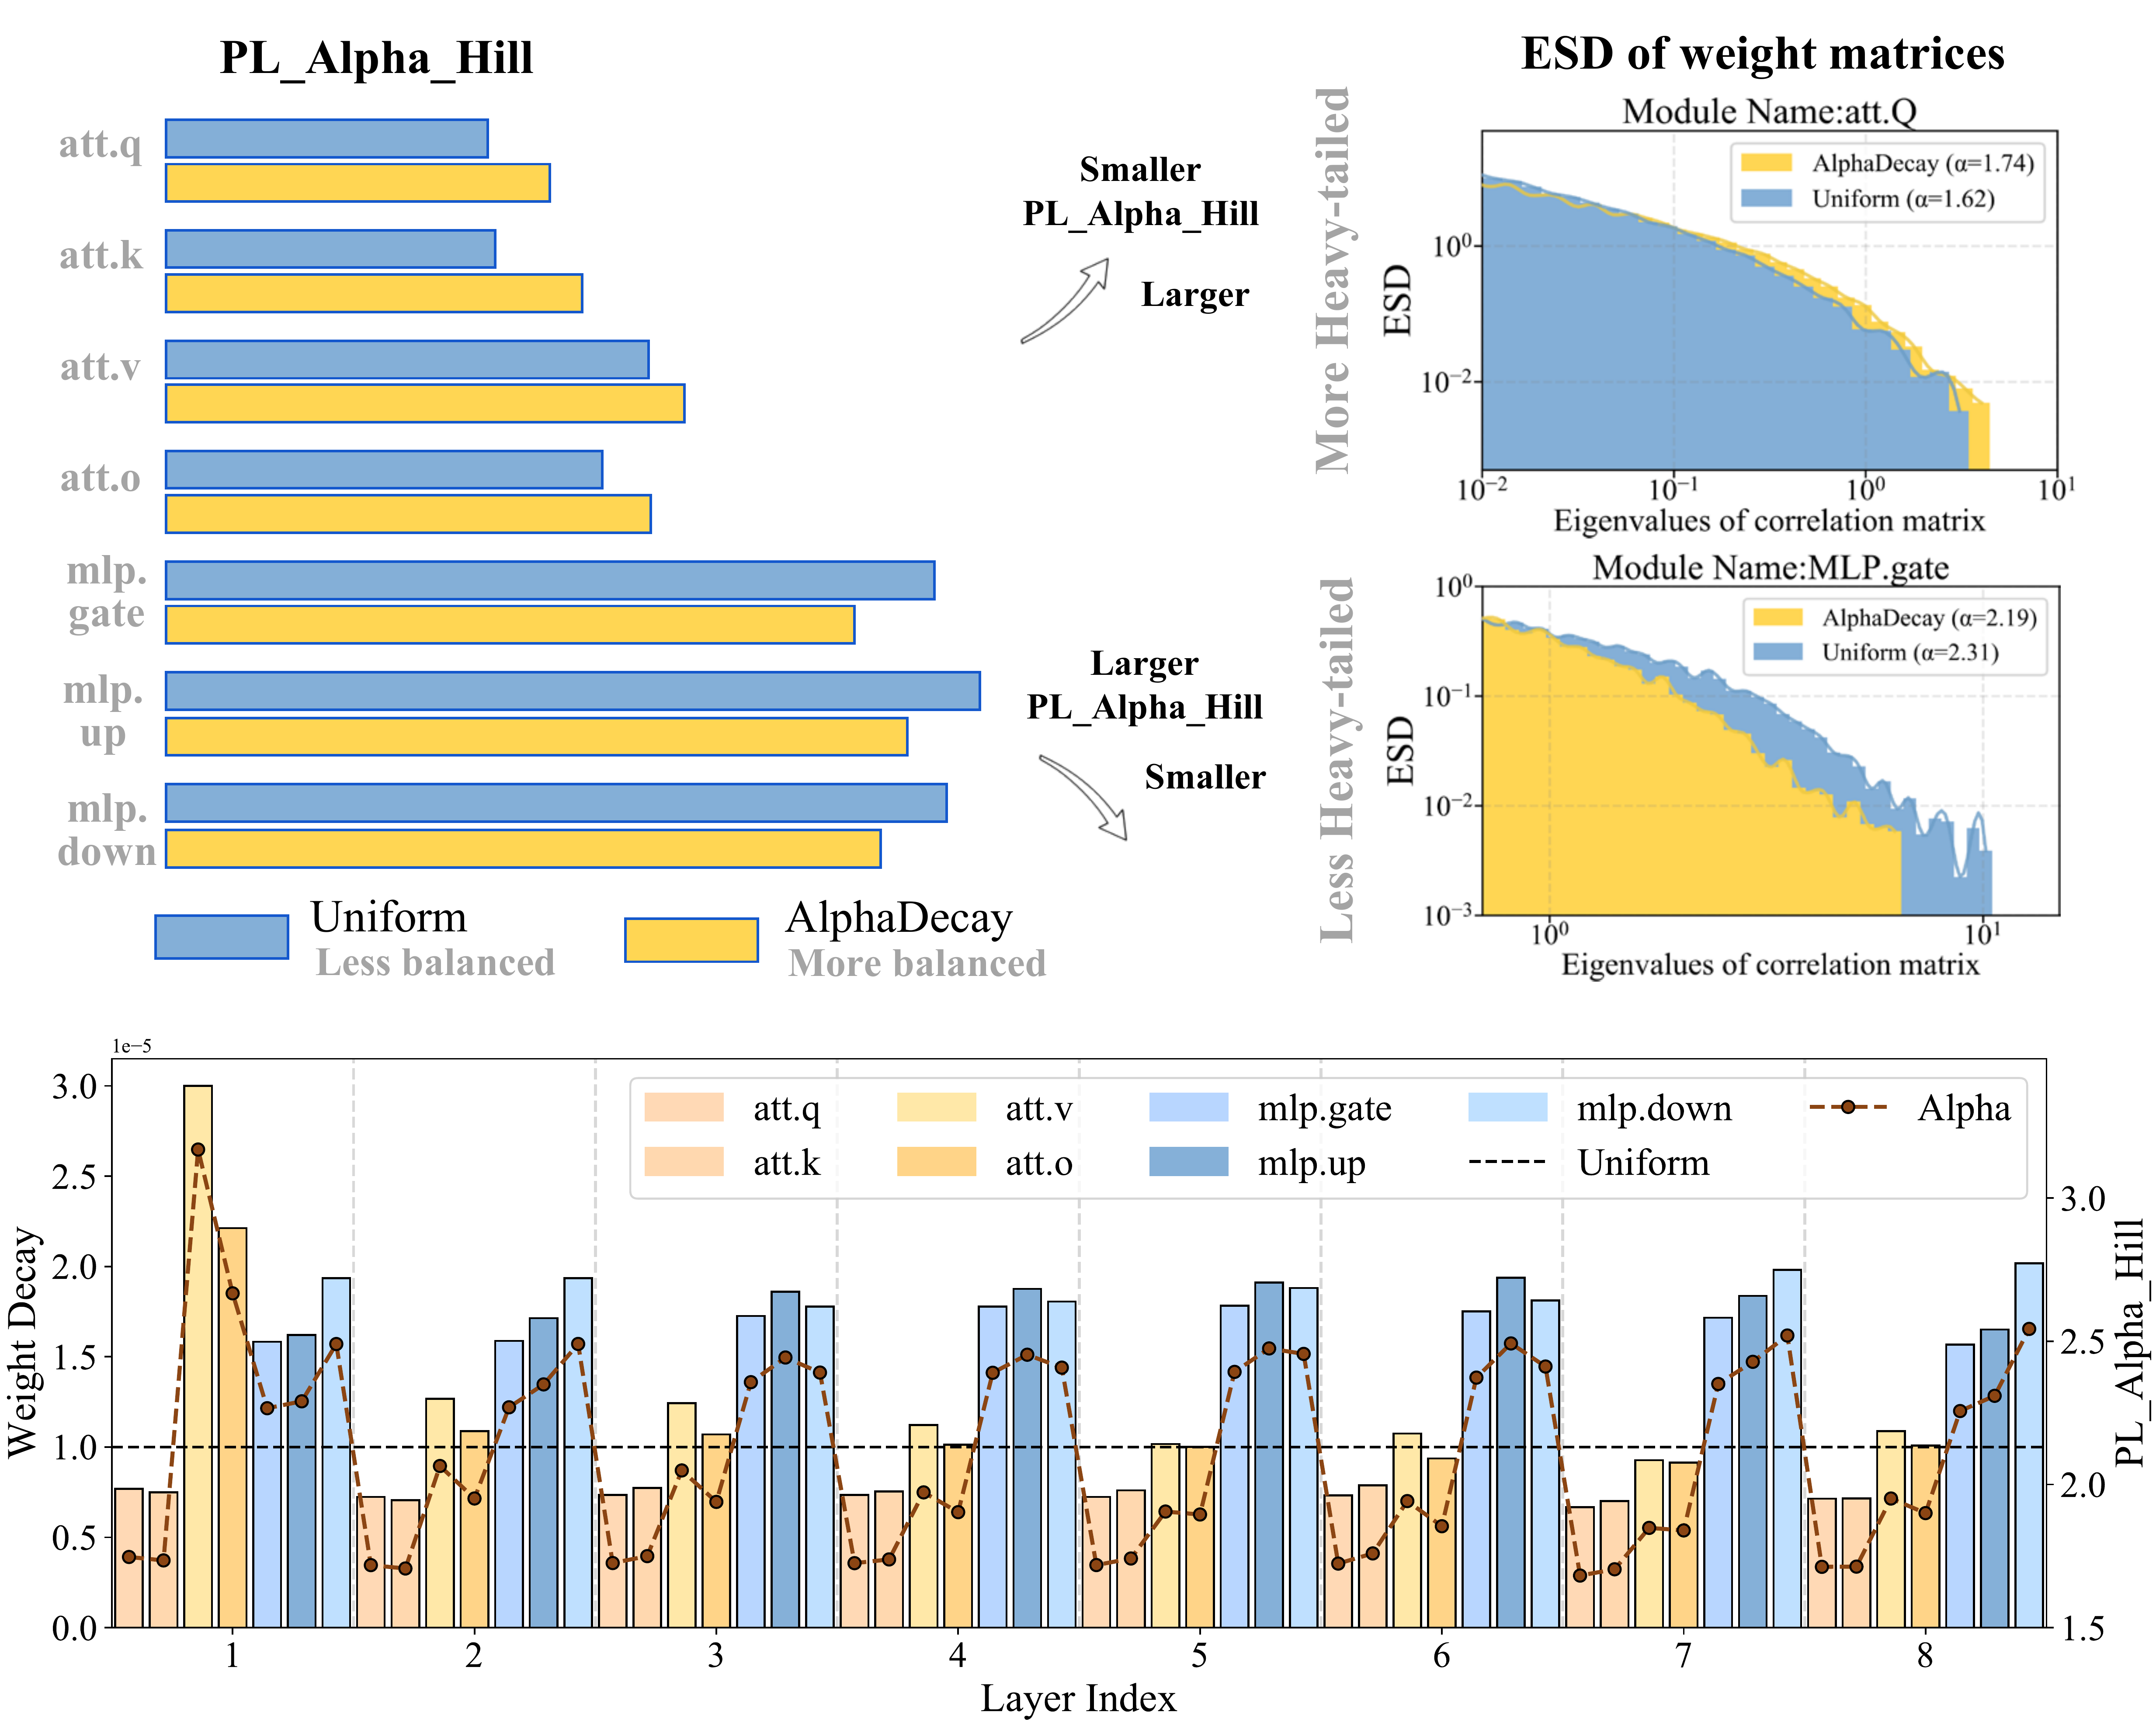 PL_Alpha_Hill
att.q
att.k
att.v
att.o
mlp.
gate
mlp.
up
mlp.
down
Uniform
Less balanced
AlphaDecay
More balanced
Smaller
PL_Alpha_Hill
Larger
Larger
PL_Alpha_Hill
Smaller
ESD of weight matrices
More Heavy-tailed
Module Name:att.Q
AlphaDecay (α=1.74)
Uniform (α=1.62)
ESD
10⁰
10⁻²
10⁻² 10⁻¹ 10⁰ 10¹
Eigenvalues of correlation matrix
Less Heavy-tailed
Module Name:MLP.gate
AlphaDecay (α=2.19)
Uniform (α=2.31)
ESD
10⁰
10⁻¹
10⁻²
10⁻³
10⁰ 10¹
Eigenvalues of correlation matrix
1e−5
3.0
2.5
2.0
1.5
1.0
0.5
0.0
Weight Decay
att.q att.v mlp.gate mlp.down Alpha
att.k att.o mlp.up Uniform
3.0
2.5
2.0
1.5
PL_Alpha_Hill
1 2 3 4 5 6 7 8
Layer Index